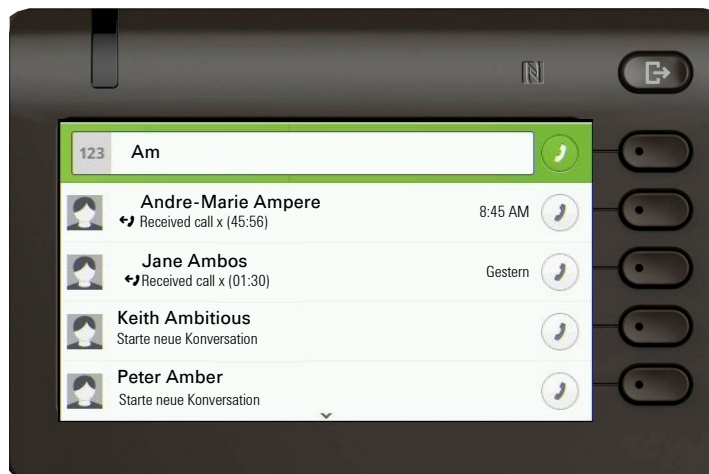 123 Am
Andre-Marie Ampere
Received call x (45:56) 8:45 AM
Jane Ambos
Received call x (01:30) Gestern
Keith Ambitious
Starte neue Konversation
Peter Amber
Starte neue Konversation